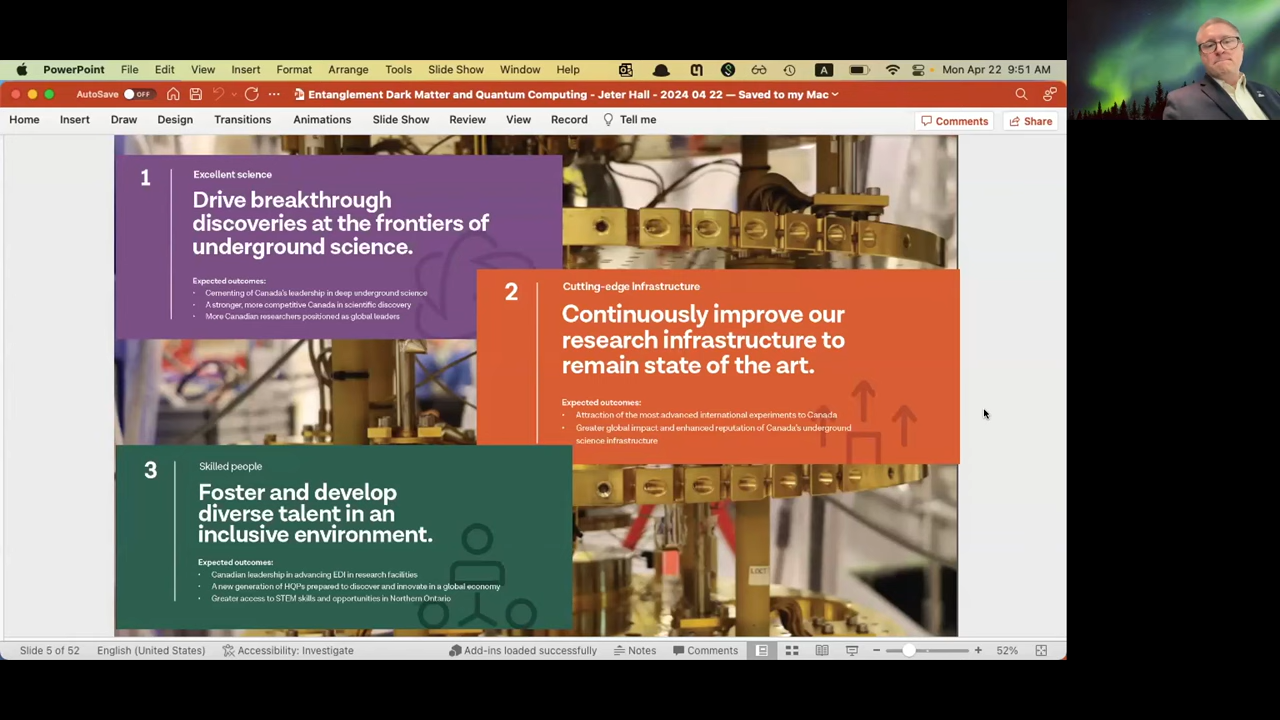 PowerPoint File Edit View Insert Format Arrange Tools Slide Show Window Help A Mon Apr 22 9:51 AM
AutoSave OFF Entanglement Dark Matter and Quantum Computing - Jeter Hall - 2024 04 22 — Saved to my Mac
Home Insert Draw Design Transitions Animations Slide Show Review View Record Tell me Comments Share
1
Excellent science
Drive breakthrough
discoveries at the frontiers of
underground science.
Expected outcomes:
• Cementing of Canada's leadership in deep underground science
• A stronger, more competitive Canada in scientific discovery
• More Canadian researchers positioned as global leaders
2
Cutting-edge infrastructure
Continuously improve our
research infrastructure to
remain state of the art.
Expected outcomes:
• Attraction of the most advanced international experiments to Canada
• Greater global impact and enhanced reputation of Canada's underground
science infrastructure
3
Skilled people
Foster and develop
diverse talent in an
inclusive environment.
Expected outcomes:
• Canadian leadership in advancing EDI in research facilities
• A new generation of HQPs prepared to discover and innovate in a global economy
• Greater access to STEM skills and opportunities in Northern Ontario
Slide 5 of 52 English (United States) Accessibility: Investigate Add-ins loaded successfully Notes Comments 52%